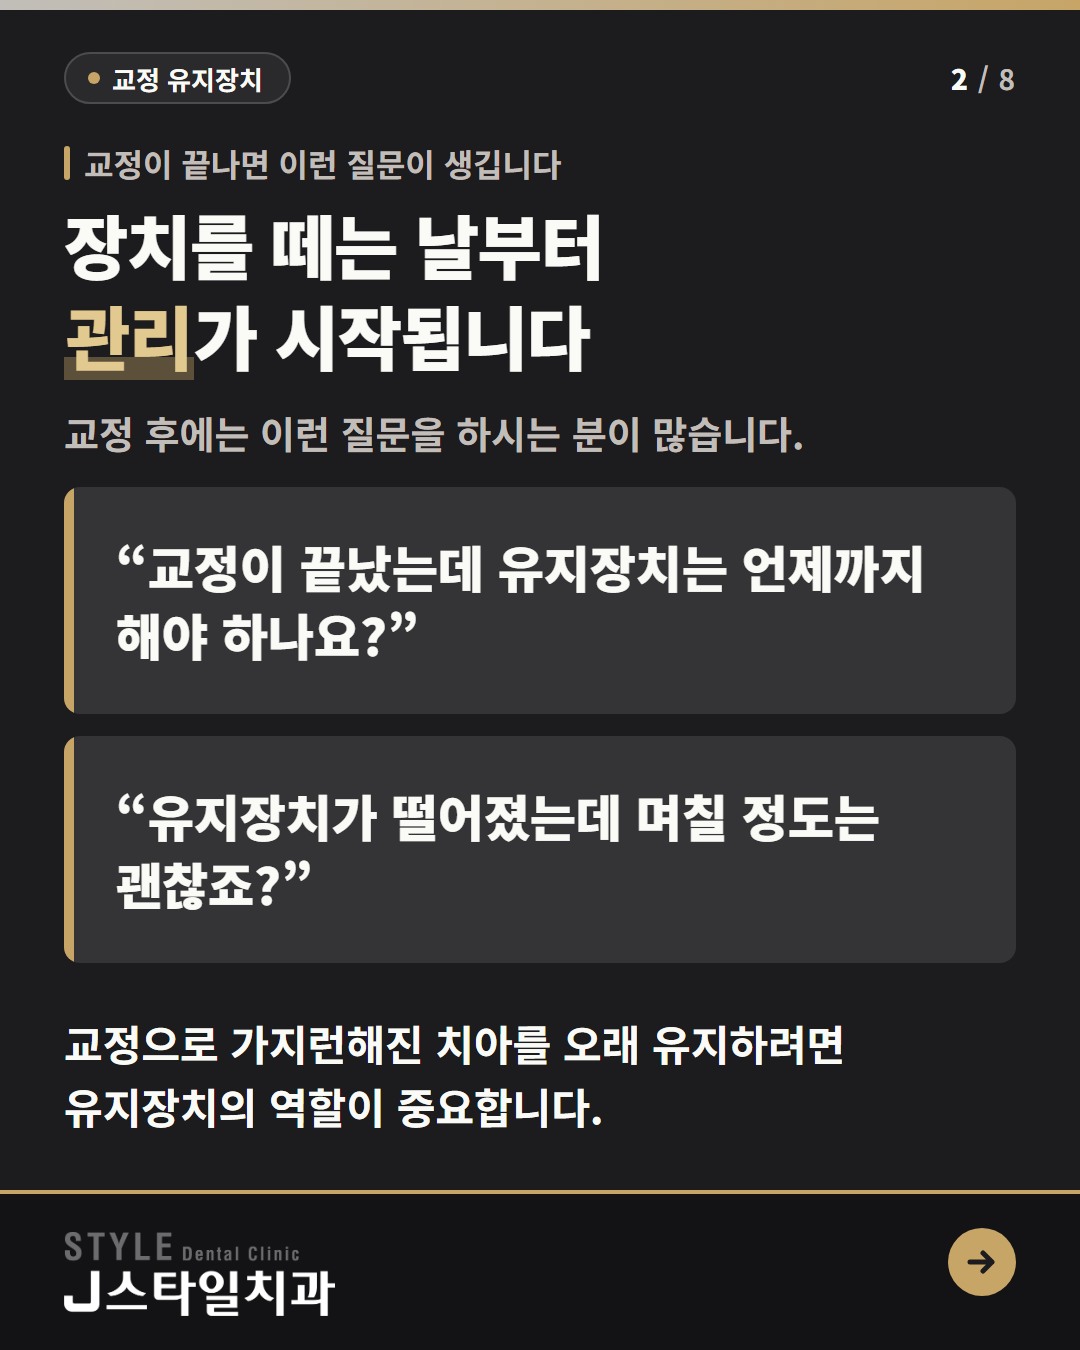 교정 유지장치
2 / 8
교정이 끝나면 이런 질문이 생깁니다
장치를 떼는 날부터
관리가 시작됩니다
교정 후에는 이런 질문을 하시는 분이 많습니다.
“교정이 끝났는데 유지장치는 언제까지
해야 하나요?”
“유지장치가 떨어졌는데 며칠 정도는
괜찮죠?”
교정으로 가지런해진 치아를 오래 유지하려면
유지장치의 역할이 중요합니다.
STYLE Dental Clinic
J스타일치과